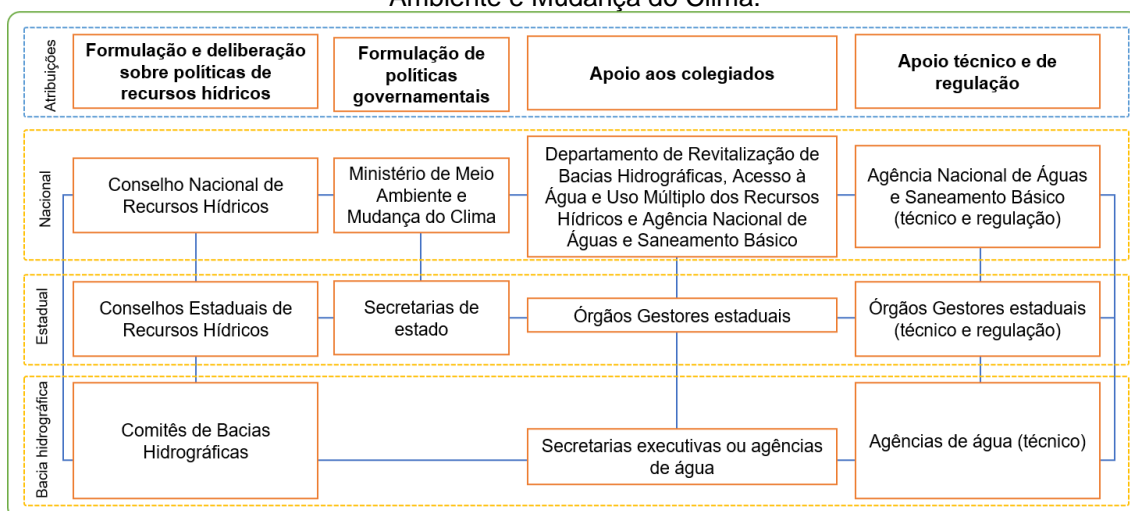 Ambiente e Mudança do Clima.
Atribuições
Formulação e deliberação
sobre políticas de
recursos hídricos
Formulação de
políticas
governamentais
Apoio aos colegiados
Apoio técnico e de
regulação
Nacional
Conselho Nacional de
Recursos Hídricos
Ministério de Meio
Ambiente e
Mudança do Clima
Departamento de Revitalização de
Bacias Hidrográficas, Acesso à
Água e Uso Múltiplo dos Recursos
Hídricos e Agência Nacional de
Águas e Saneamento Básico
Agência Nacional de Águas
e Saneamento Básico
(técnico e regulação)
Estadual
Conselhos Estaduais de
Recursos Hídricos
Secretarias de
estado
Órgãos Gestores estaduais
Órgãos Gestores estaduais
(técnico e regulação)
Bacia hidrográfica
Comitês de Bacias
Hidrográficas
Secretarias executivas ou agências
de água
Agências de água (técnico)